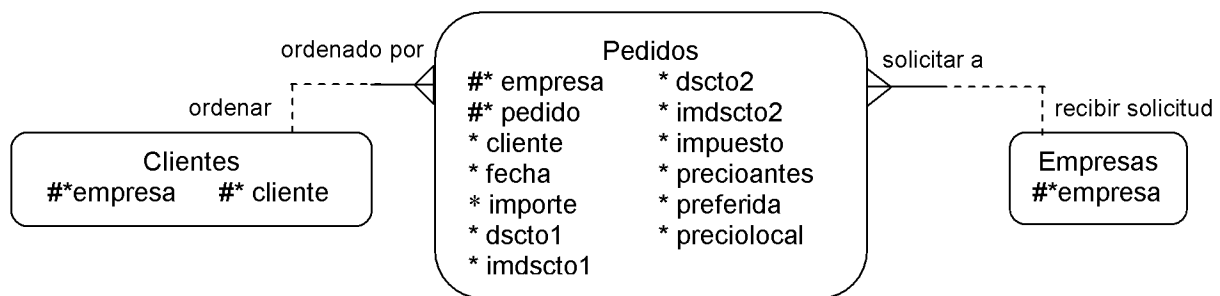 ordenado por
ordenar
Clientes
#*empresa #* cliente
Pedidos
#* empresa * dscto2
#* pedido * imdscto2
* cliente * impuesto
* fecha * precioantes
* importe * preferida
* dscto1 * preciolocal
* imdscto1
solicitar a
recibir solicitud
Empresas
#*empresa